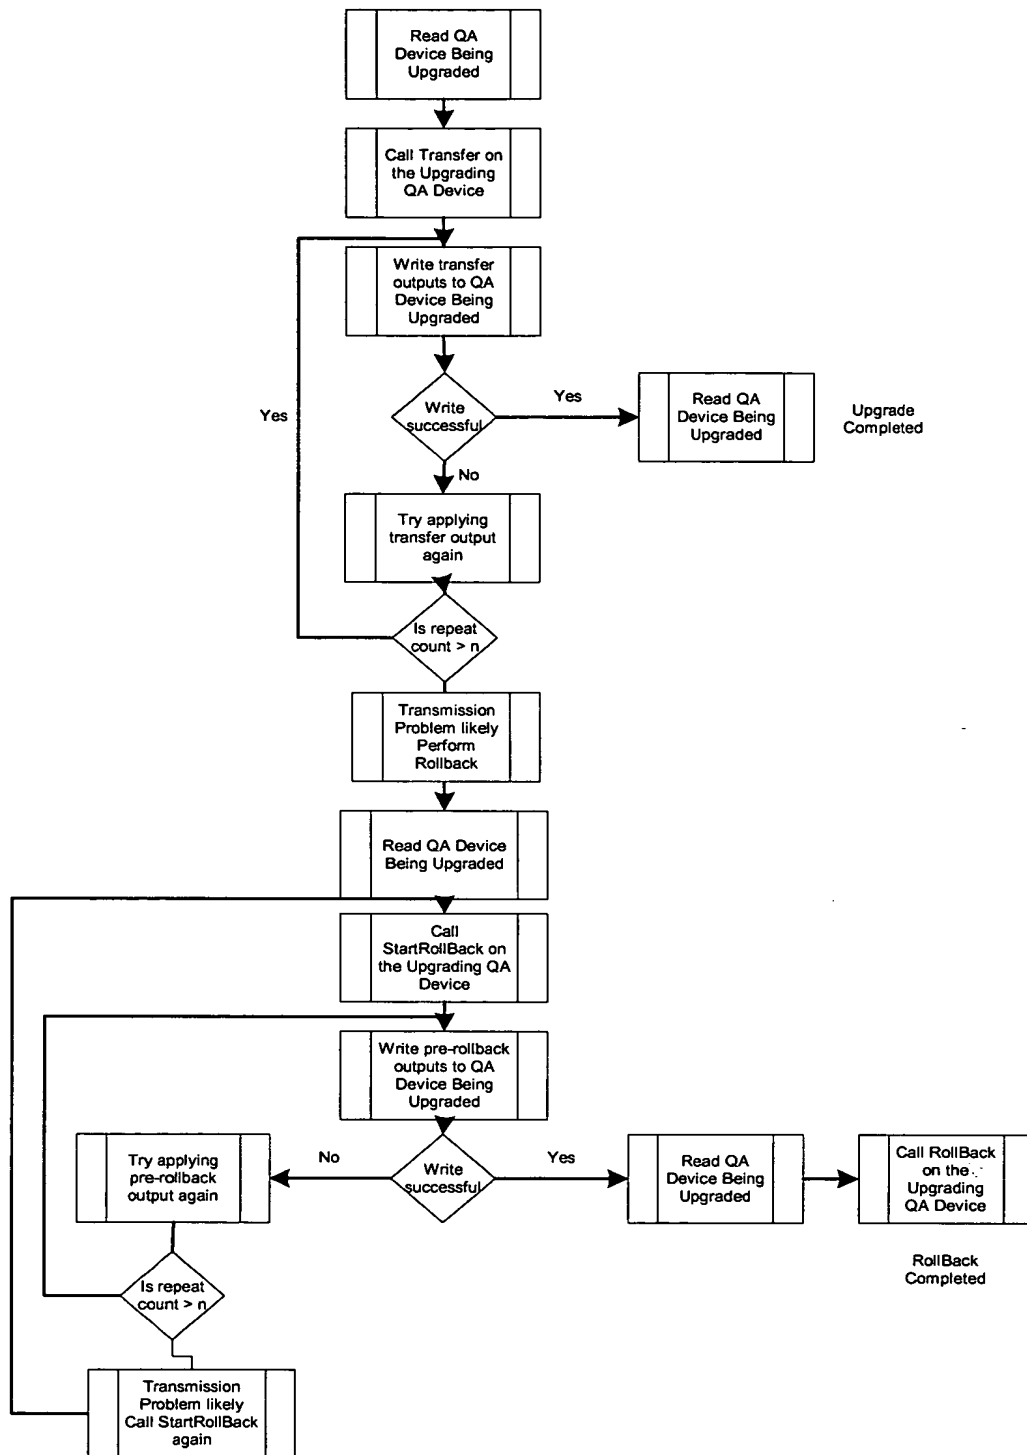 Read QA
Device Being
Upgraded
Call Transfer on
the Upgrading
QA Device
Write transfer
outputs to QA
Device Being
Upgraded
Yes
Write
successful
Yes
Read QA
Device Being
Upgraded
Upgrade
Completed
No
Try applying
transfer output
again
Is repeat
count > n
Transmission
Problem likely
Perform
Rollback
Read QA Device
Being Upgraded
Call
StartRollBack on
the Upgrading QA
Device
Write pre-rollback
outputs to QA
Device Being
Upgraded
Try applying
pre-rollback
output again
No
Write
successful
Yes
Read QA
Device Being
Upgraded
Call RollBack
on the
Upgrading
QA Device
RollBack
Completed
Is repeat
count > n
Transmission
Problem likely
Call StartRollBack
again